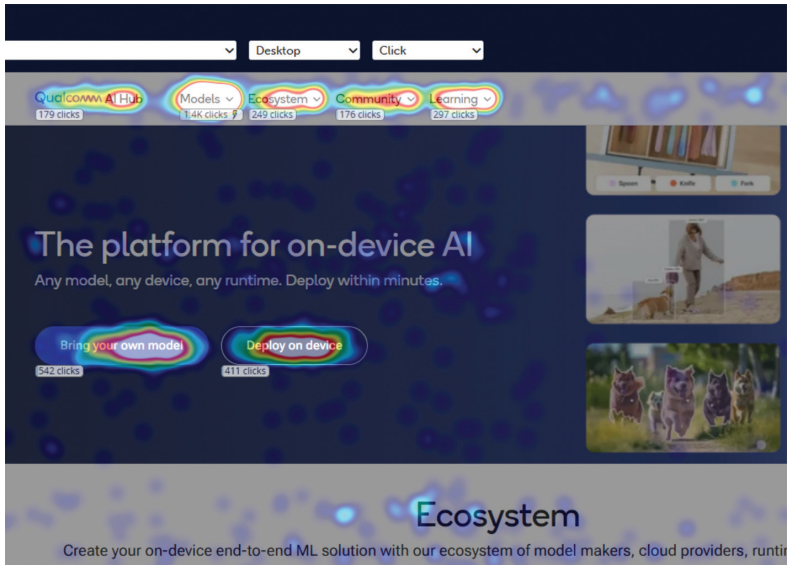 Desktop Click
Qualcomm AI Hub Models Ecosystem Community Learning
179 clicks 1.4K clicks 249 clicks 176 clicks 297 clicks
Spoon Knife Fork
The platform for on-device AI
Any model, any device, any runtime. Deploy within minutes.
Bring your own model Deploy on device
542 clicks 411 clicks
Ecosystem
Create your on-device end-to-end ML solution with our ecosystem of model makers, cloud providers, runti